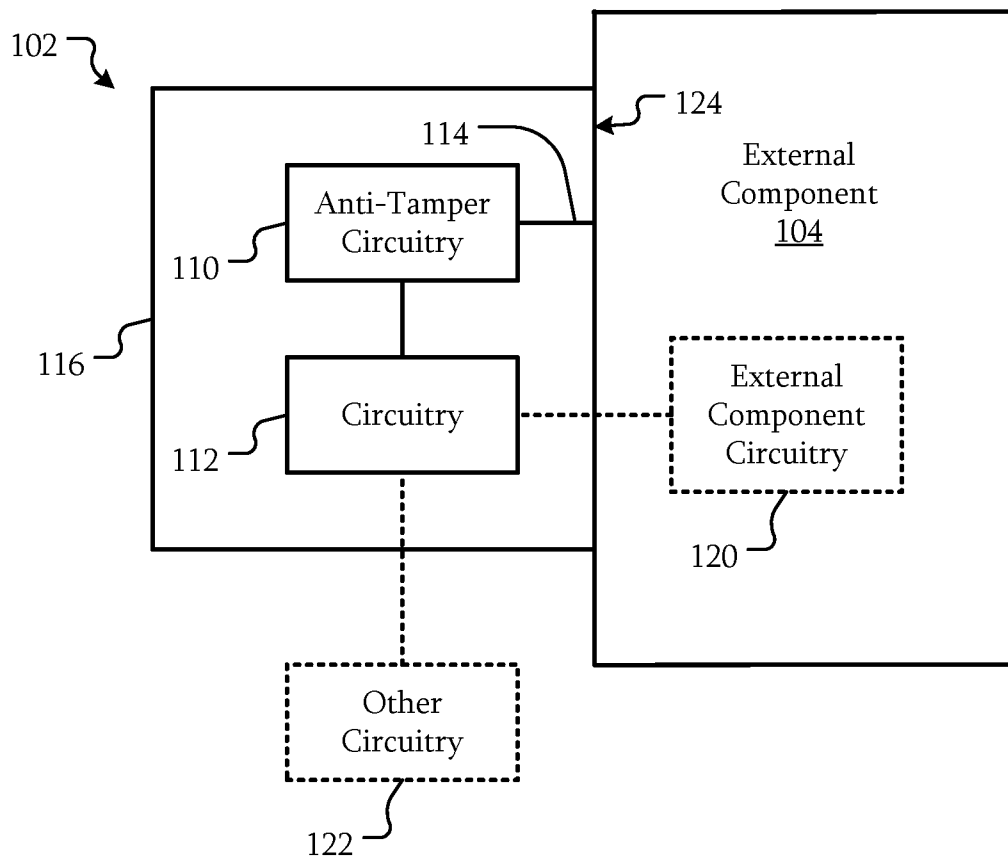 102
124
114
External
Component
104
Anti-Tamper
Circuitry
110
116
External
Component
Circuitry
Circuitry
112
120
Other
Circuitry
122